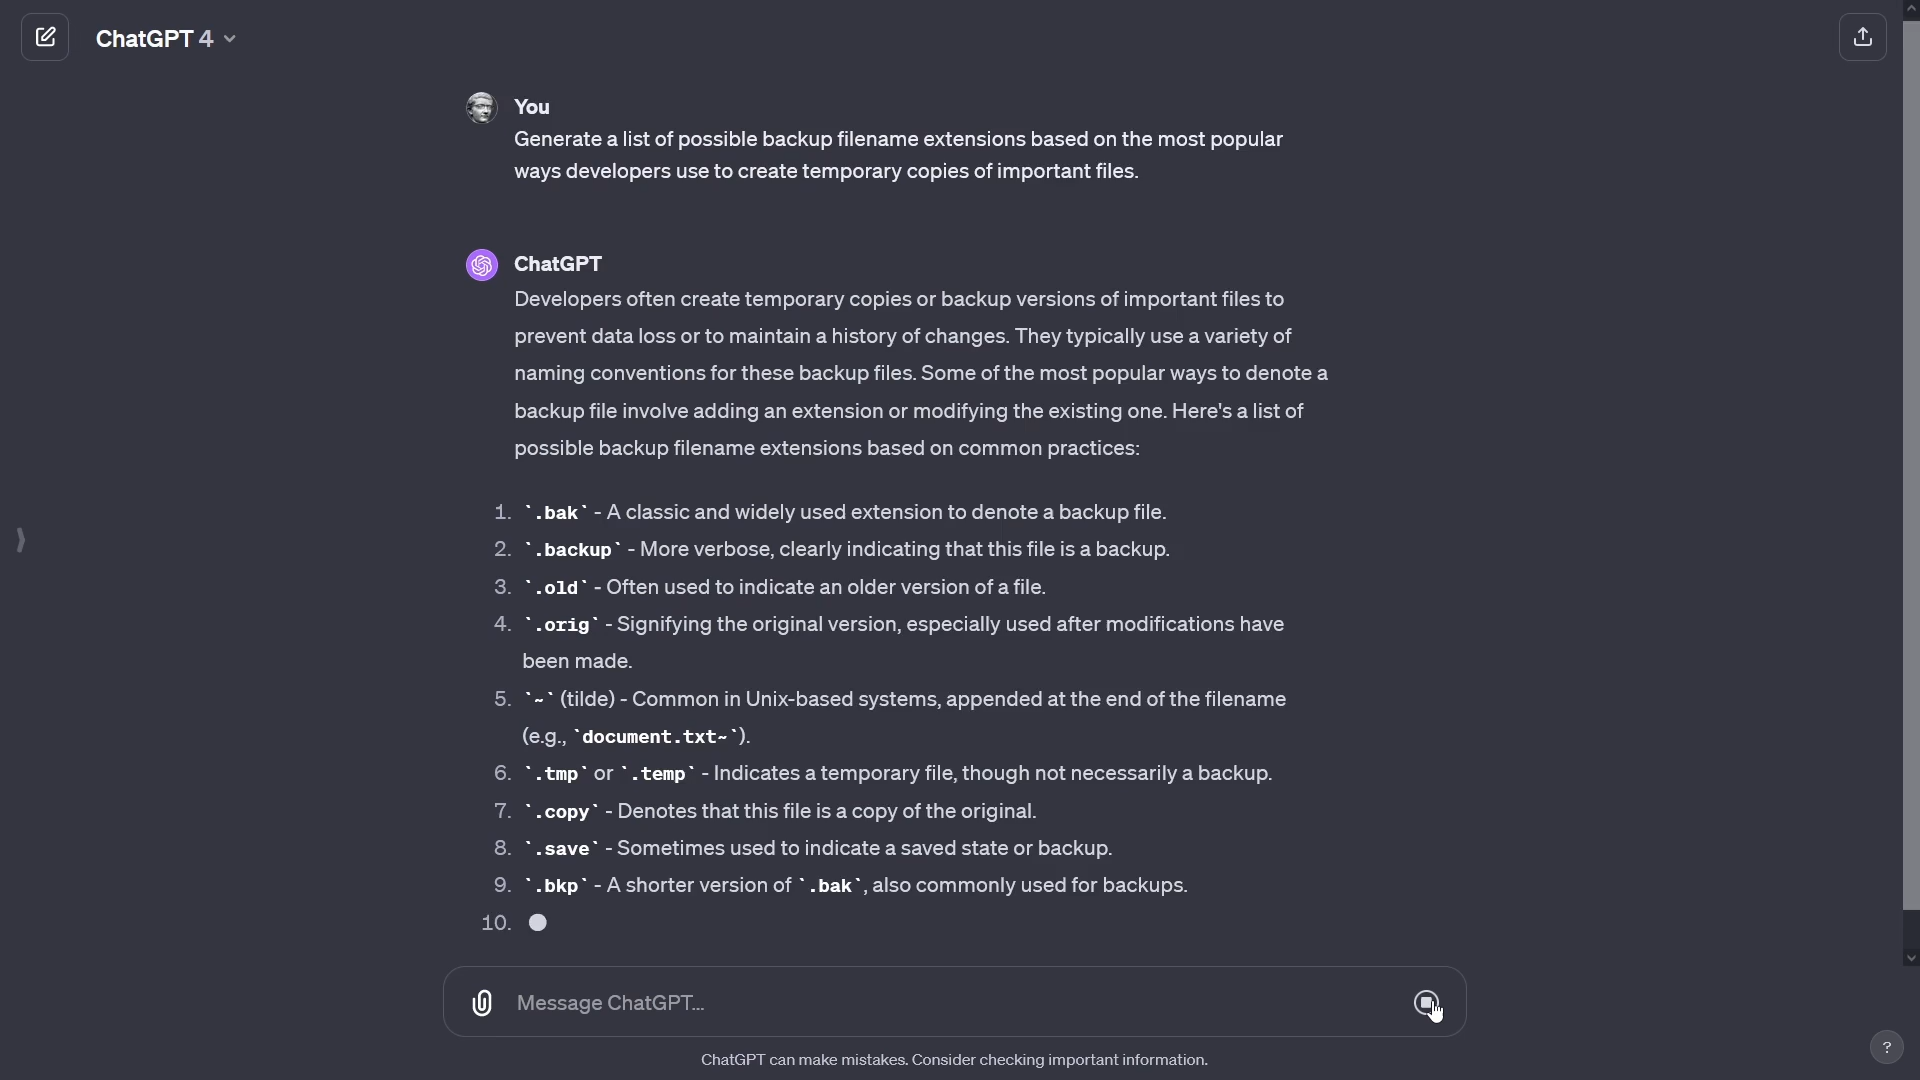 ChatGPT 4
You
Generate a list of possible backup filename extensions based on the most popular
ways developers use to create temporary copies of important files.
ChatGPT
Developers often create temporary copies or backup versions of important files to
prevent data loss or to maintain a history of changes. They typically use a variety of
naming conventions for these backup files. Some of the most popular ways to denote a
backup file involve adding an extension or modifying the existing one. Here's a list of
possible backup filename extensions based on common practices:
1. `.bak` - A classic and widely used extension to denote a backup file.
2. `.backup` - More verbose, clearly indicating that this file is a backup.
3. `.old` - Often used to indicate an older version of a file.
4. `.orig` - Signifying the original version, especially used after modifications have
been made.
5. `~` (tilde) - Common in Unix-based systems, appended at the end of the filename
(e.g., `document.txt~`).
6. `.tmp` or `.temp` - Indicates a temporary file, though not necessarily a backup.
7. `.copy` - Denotes that this file is a copy of the original.
8. `.save` - Sometimes used to indicate a saved state or backup.
9. `.bkp` - A shorter version of `.bak`, also commonly used for backups.
10.
Message ChatGPT...
ChatGPT can make mistakes. Consider checking important information.
?